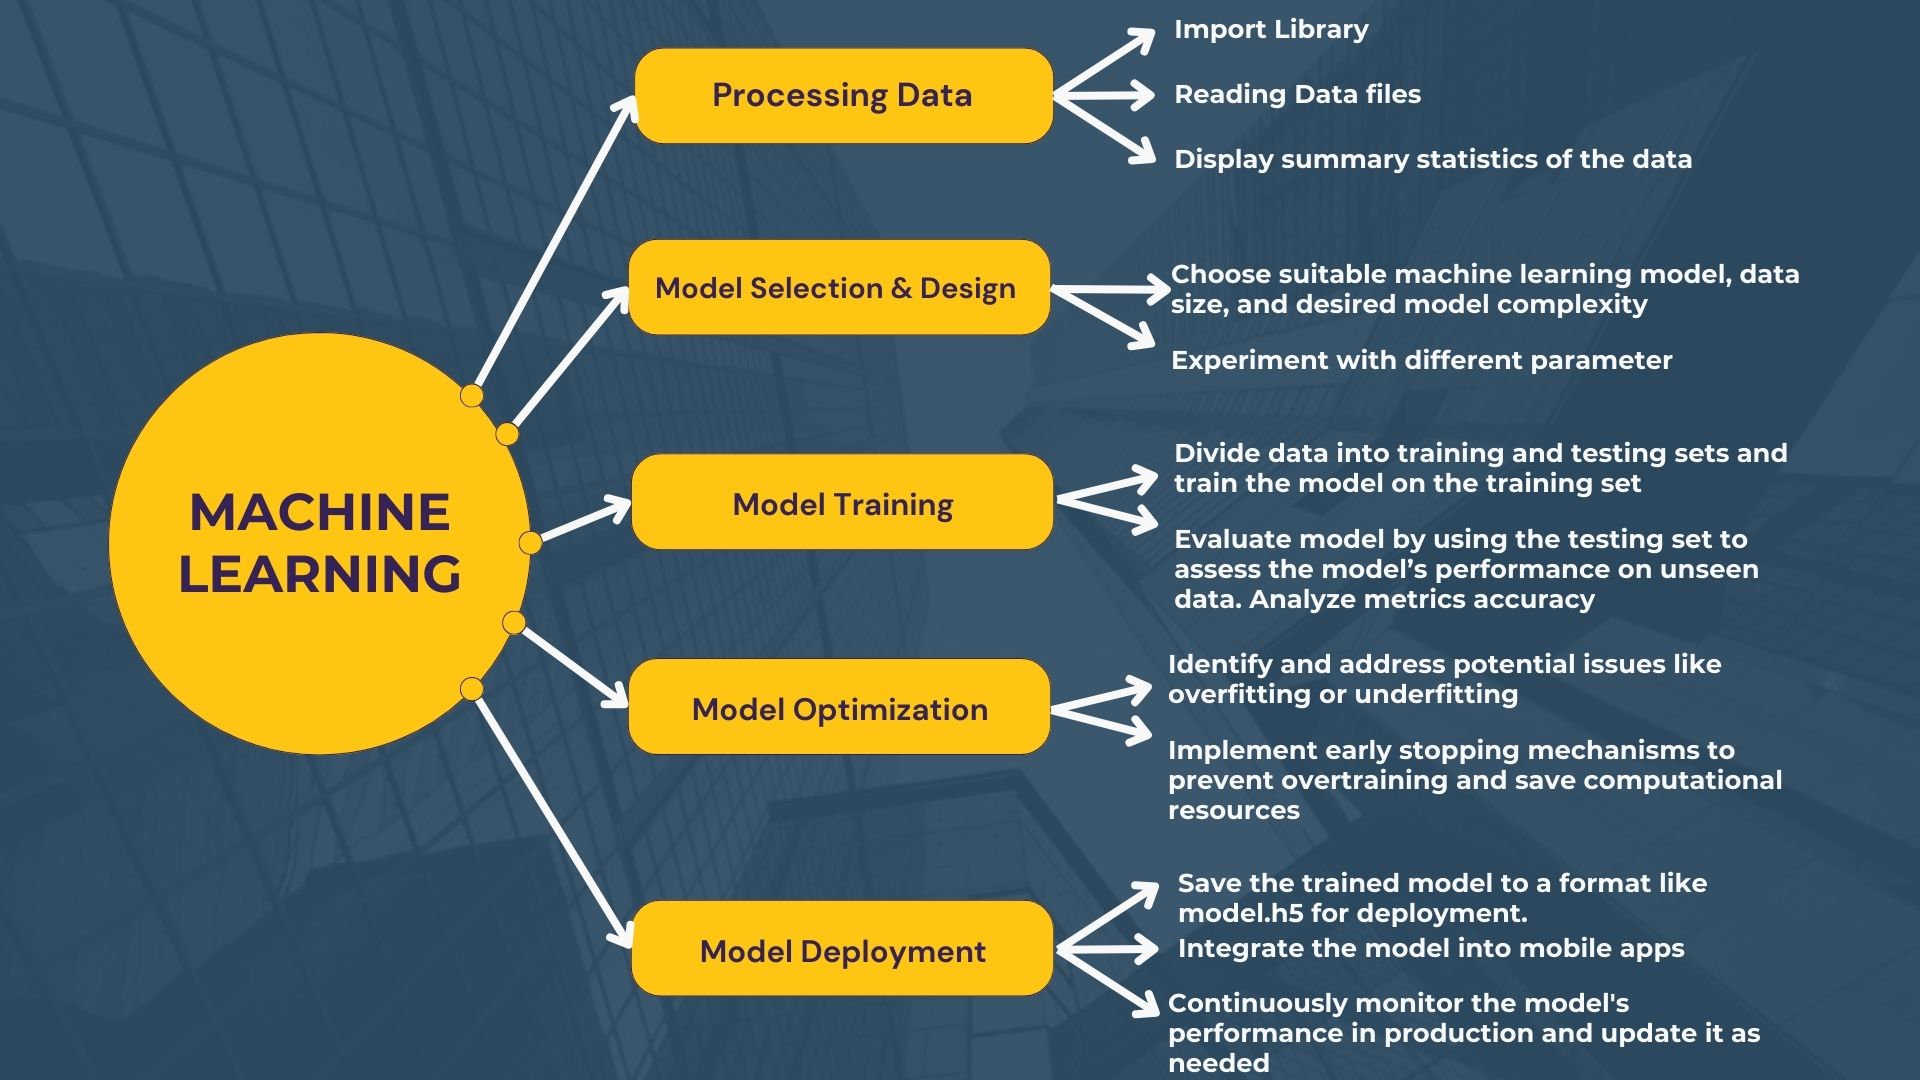 MACHINE
LEARNING
Processing Data
Import Library
Reading Data files
Display summary statistics of the data
Model Selection & Design
Choose suitable machine learning model, data
size, and desired model complexity
Experiment with different parameter
Model Training
Divide data into training and testing sets and
train the model on the training set
Evaluate model by using the testing set to
assess the model’s performance on unseen
data. Analyze metrics accuracy
Model Optimization
Identify and address potential issues like
overfitting or underfitting
Implement early stopping mechanisms to
prevent overtraining and save computational
resources
Model Deployment
Save the trained model to a format like
model.h5 for deployment.
Integrate the model into mobile apps
Continuously monitor the model's
performance in production and update it as
needed